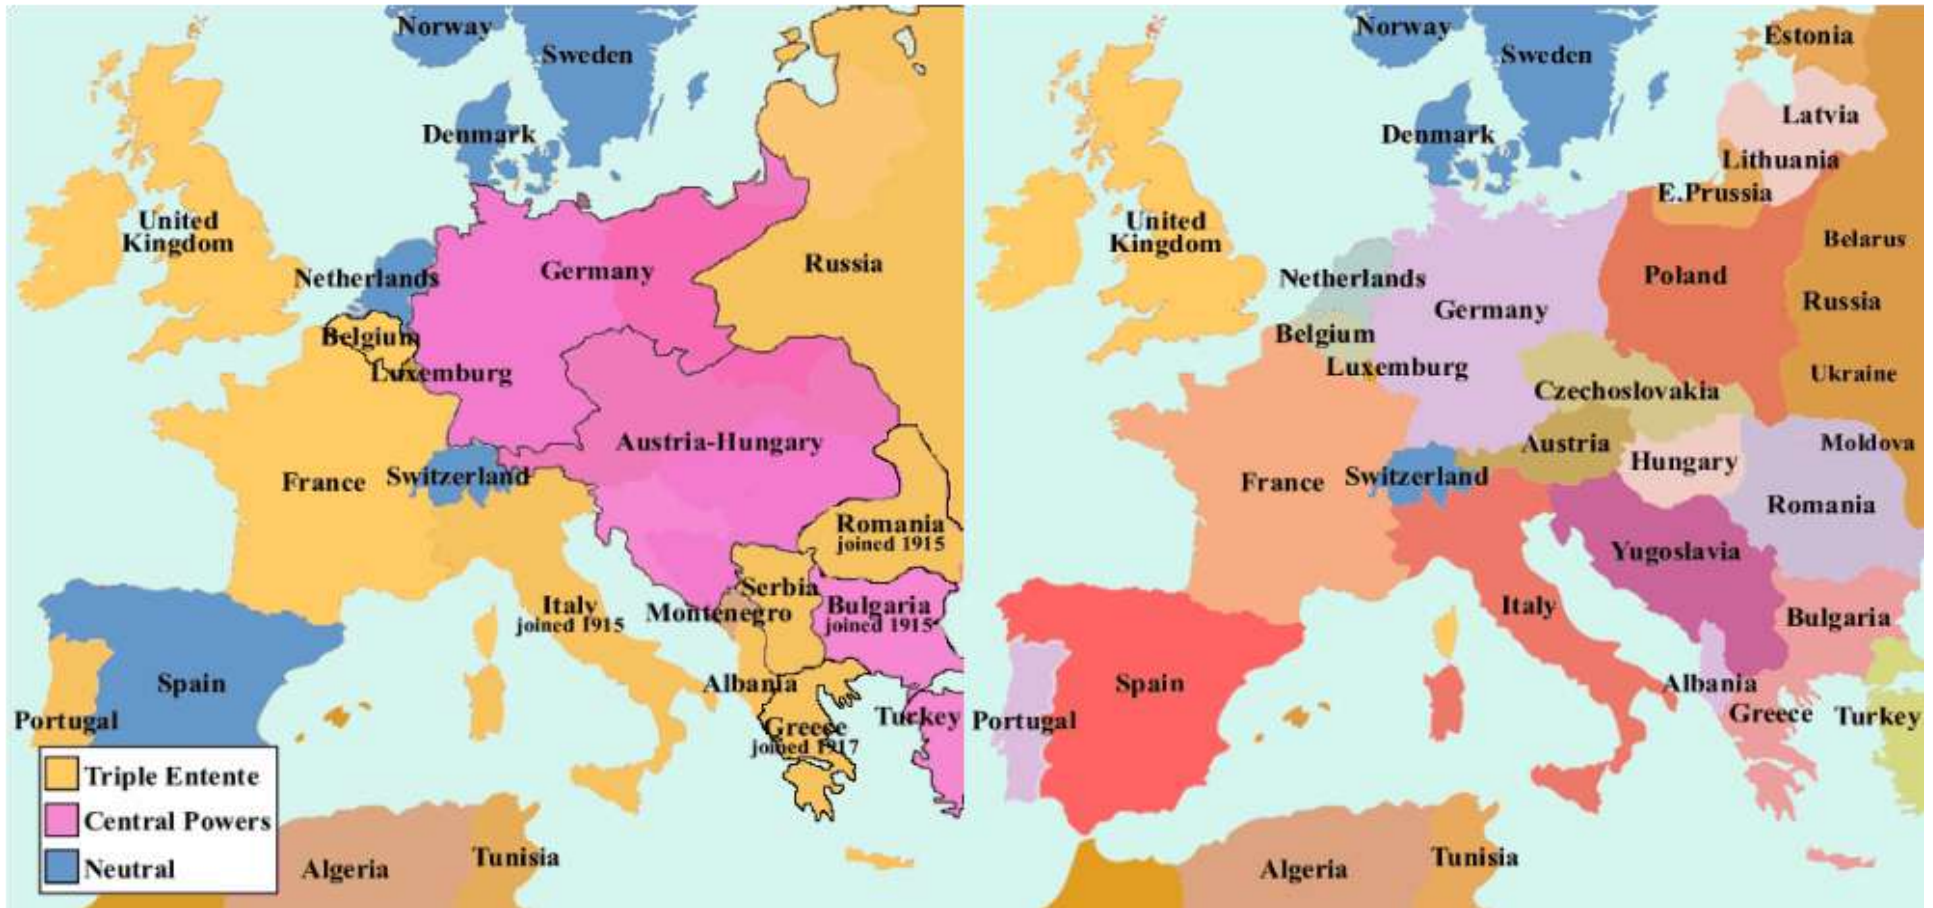 Norway
Sweden
Denmark
United
Kingdom
Netherlands
Germany
Russia
Belgium
Luxemburg
Austria-Hungary
France
Switzerland
Romania
joined 1915
Serbia
Italy
joined 1915
Montenegro
Bulgaria
joined 1915
Spain
Albania
Portugal
Greece
joined 1917
Turkey
Triple Entente
Central Powers
Neutral
Algeria
Tunisia
Norway
Sweden
Estonia
Denmark
Latvia
Lithuania
E.Prussia
United
Kingdom
Belarus
Netherlands
Poland
Germany
Russia
Belgium
Luxemburg
Ukraine
Czechoslovakia
Austria
Moldova
Hungary
France
Switzerland
Romania
Yugoslavia
Italy
Bulgaria
Spain
Albania
Portugal
Greece
Turkey
Algeria
Tunisia